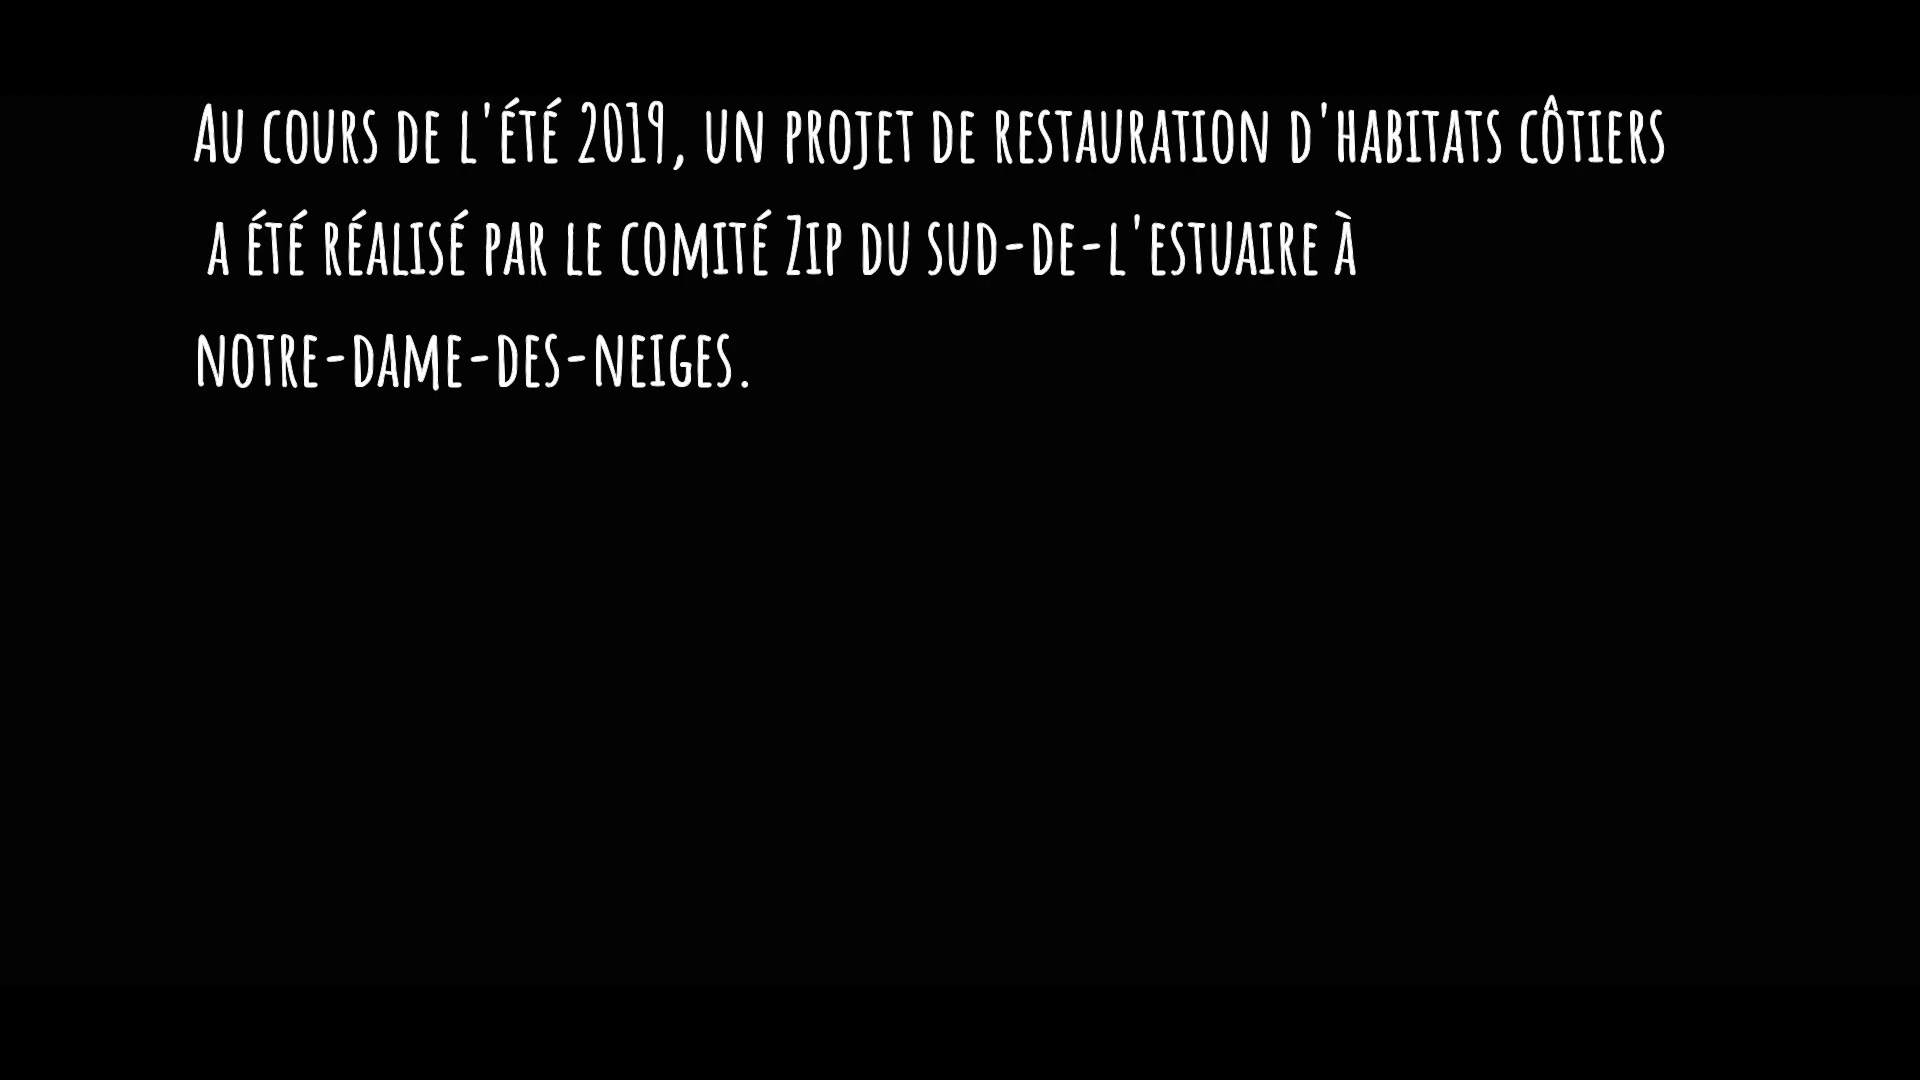 Au cours de l'été 2019, un projet de restauration d'habitats côtiers
a été réalisé par le comité Zip du sud-de-l'estuaire à
notre-dame-des-neiges.